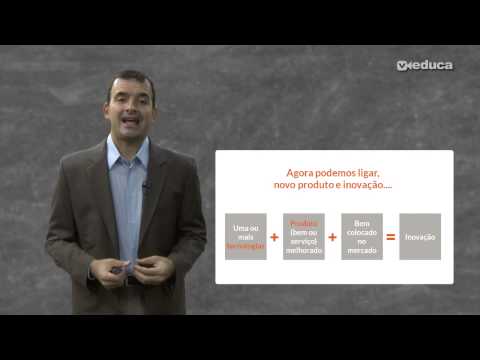 veduca
Agora podemos ligar,
novo produto e inovação....
Uma ou
mais
tecnologias
+
Produto
(bem ou
serviço)
melhorado
+
Bem
colocado
no
mercado
=
Inovação